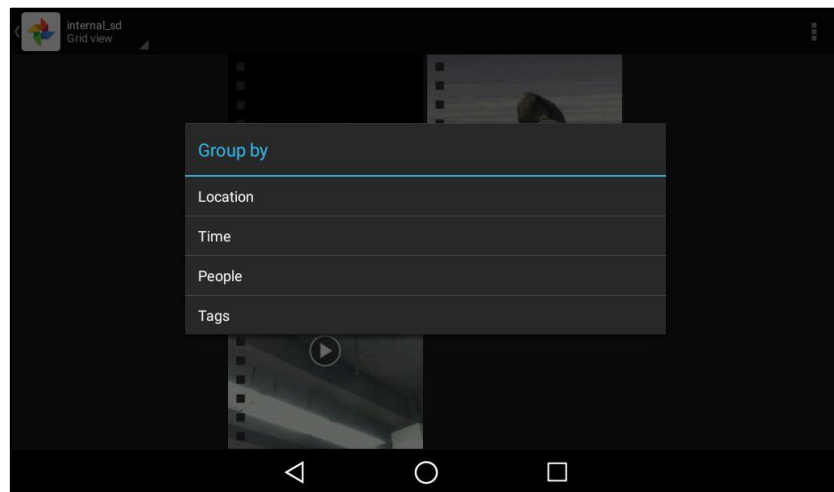 internal_sd
Grid view
Group by
Location
Time
People
Tags